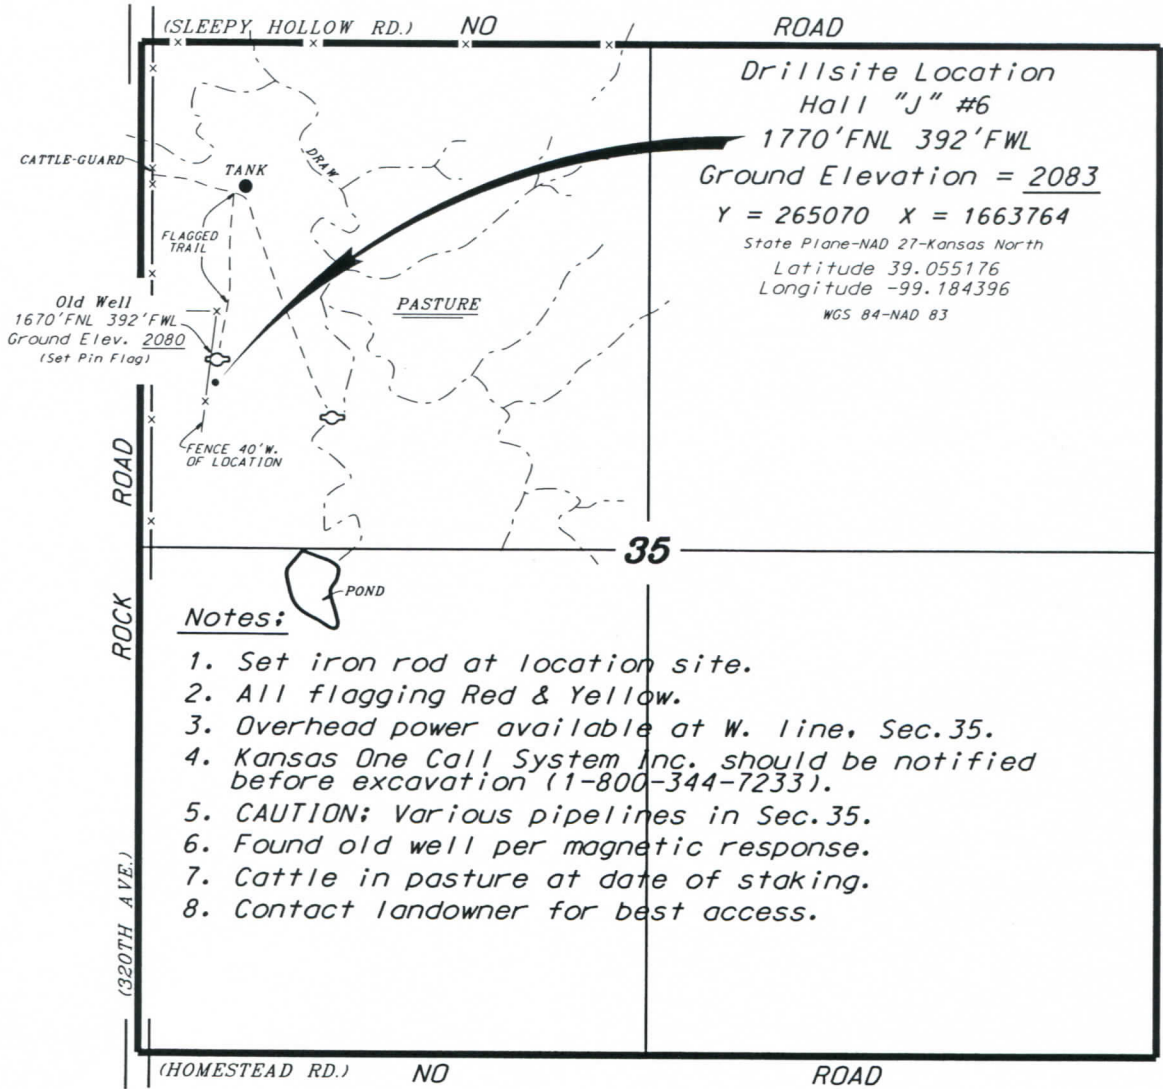 (SLEEPY HOLLOW RD.) NO ROAD
Drillsite Location
Hall "J" #6
1770'FNL 392'FWL
Ground Elevation = 2083
Y = 265070 X = 1663764
State Plane-NAD 27-Kansas North
Latitude 39.055176
Longitude -99.184396
WGS 84-NAD 83
CATTLE-GUARD
TANK
DRAW
FLAGGED
TRAIL
Old Well
1670'FNL 392'FWL
Ground Elev. 2080
(Set Pin Flag)
PASTURE
FENCE 40'W.
OF LOCATION
ROCK ROAD
(320TH AVE.)
35
POND
Notes:
1. Set iron rod at location site.
2. All flagging Red & Yellow.
3. Overhead power available at W. line, Sec.35.
4. Kansas One Call System Inc. should be notified
before excavation (1-800-344-7233).
5. CAUTION: Various pipelines in Sec.35.
6. Found old well per magnetic response.
7. Cattle in pasture at date of staking.
8. Contact landowner for best access.
(HOMESTEAD RD.) NO ROAD